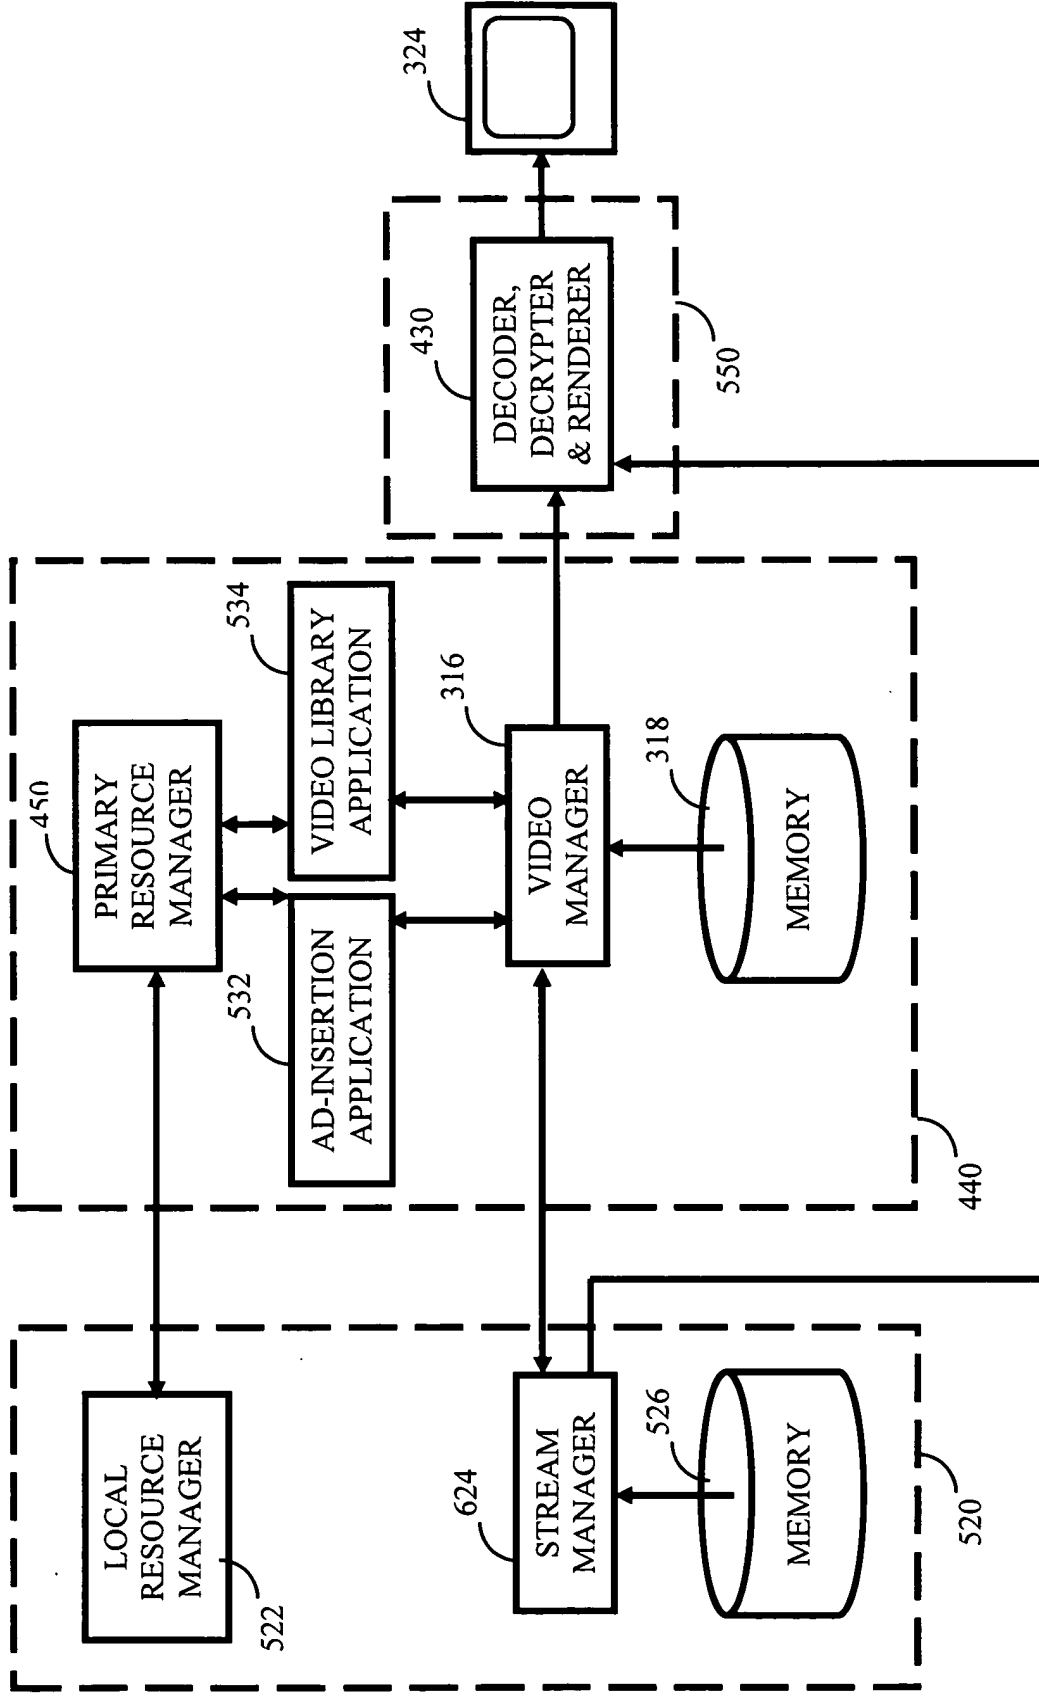 LOCAL
RESOURCE
MANAGER
522
STREAM
MANAGER
624
526
MEMORY
520
450
PRIMARY
RESOURCE
MANAGER
532
AD-INSERTION
APPLICATION
534
VIDEO LIBRARY
APPLICATION
316
VIDEO
MANAGER
318
MEMORY
440
430
DECODER,
DECRYPTER
& RENDERER
550
324